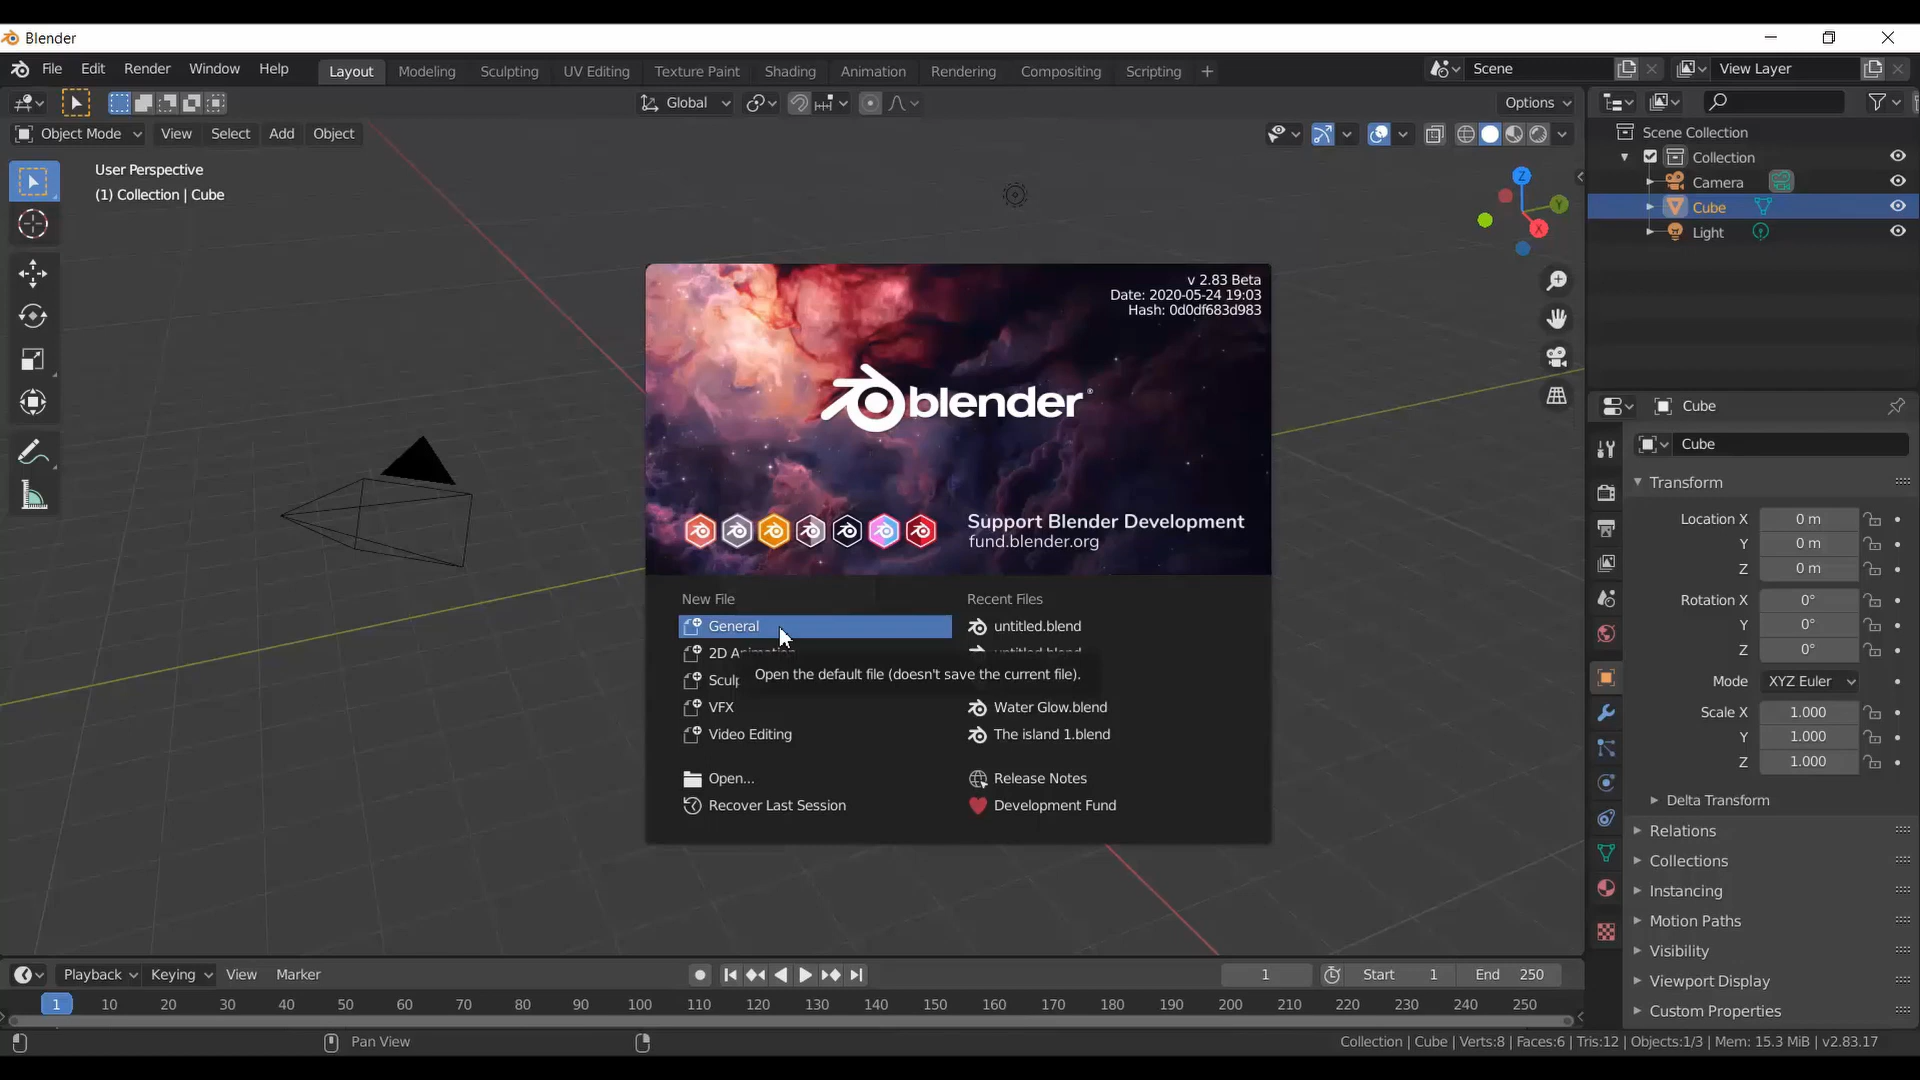 Blender
File Edit Render Window Help Layout Modeling Sculpting UV Editing Texture Paint Shading Animation Rendering Compositing Scripting + Scene View Layer
Global Options
Object Mode View Select Add Object
User Perspective
(1) Collection | Cube
Z
Y
X
Scene Collection
Collection
Camera
Cube
Light
v 2.83 Beta
Date: 2020-05-24 19:03
Hash: 0d0df683d983
blender
Support Blender Development
fund.blender.org
New File
General
2D Animation
Sculp
VFX
Video Editing
Open...
Recover Last Session
Recent Files
untitled.blend
untitled.blend
Open the default file (doesn't save the current file).
Water Glow.blend
The island 1.blend
Release Notes
Development Fund
Cube
Cube
Transform
Location X 0 m
Y 0 m
Z 0 m
Rotation X 0°
Y 0°
Z 0°
Mode XYZ Euler
Scale X 1.000
Y 1.000
Z 1.000
Delta Transform
Relations
Collections
Instancing
Motion Paths
Visibility
Viewport Display
Custom Properties
Playback Keying View Marker 1 Start 1 End 250
1 10 20 30 40 50 60 70 80 90 100 110 120 130 140 150 160 170 180 190 200 210 220 230 240 250
Pan View
Collection | Cube | Verts:8 | Faces:6 | Tris:12 | Objects:1/3 | Mem: 15.3 MiB | v2.83.17